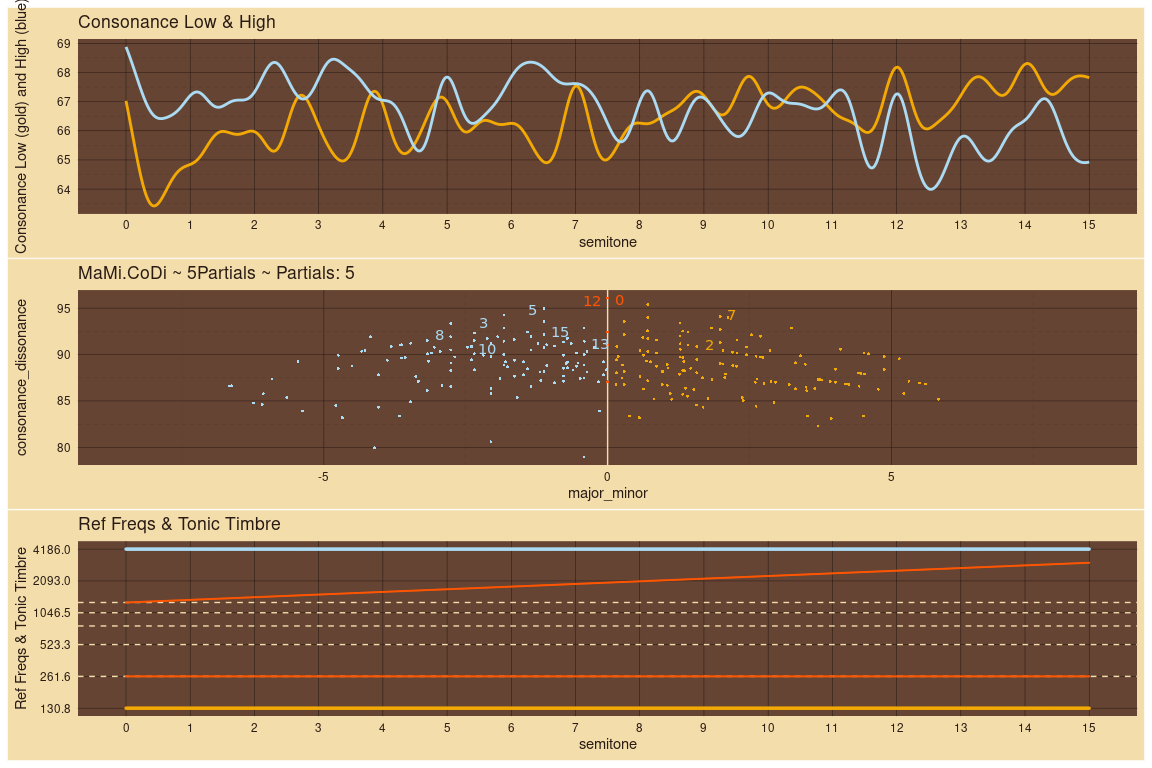 Consonance Low & High
Consonance Low (gold) and High (blue)
69
68
67
66
65
64
0 1 2 3 4 5 6 7 8 9 10 11 12 13 14 15
semitone
MaMi.CoDi ~ 5Partials ~ Partials: 5
consonance_dissonance
95
90
85
80
12 0
5
7
3
15
8
13
2
10
-5 0 5
major_minor
Ref Freqs & Tonic Timbre
Ref Freqs & Tonic Timbre
4186.0
2093.0
1046.5
523.3
261.6
130.8
0 1 2 3 4 5 6 7 8 9 10 11 12 13 14 15
semitone